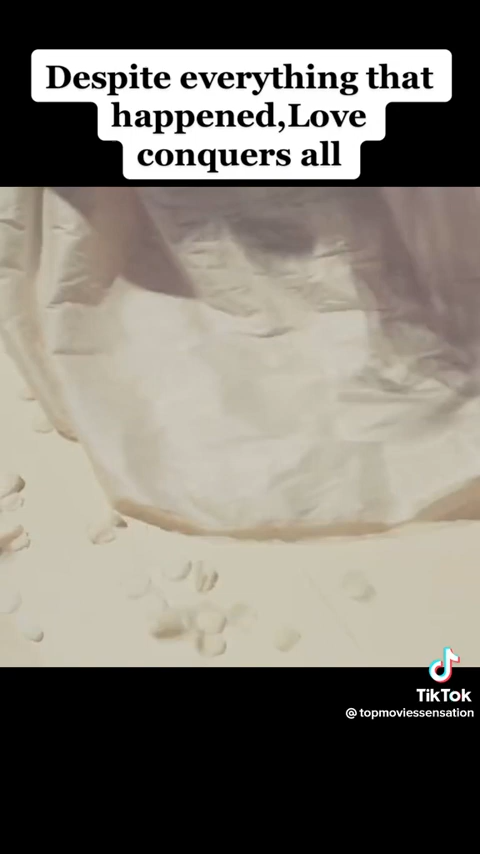 Despite everything that
happened,Love
conquers all
TikTok
@topmoviessensation